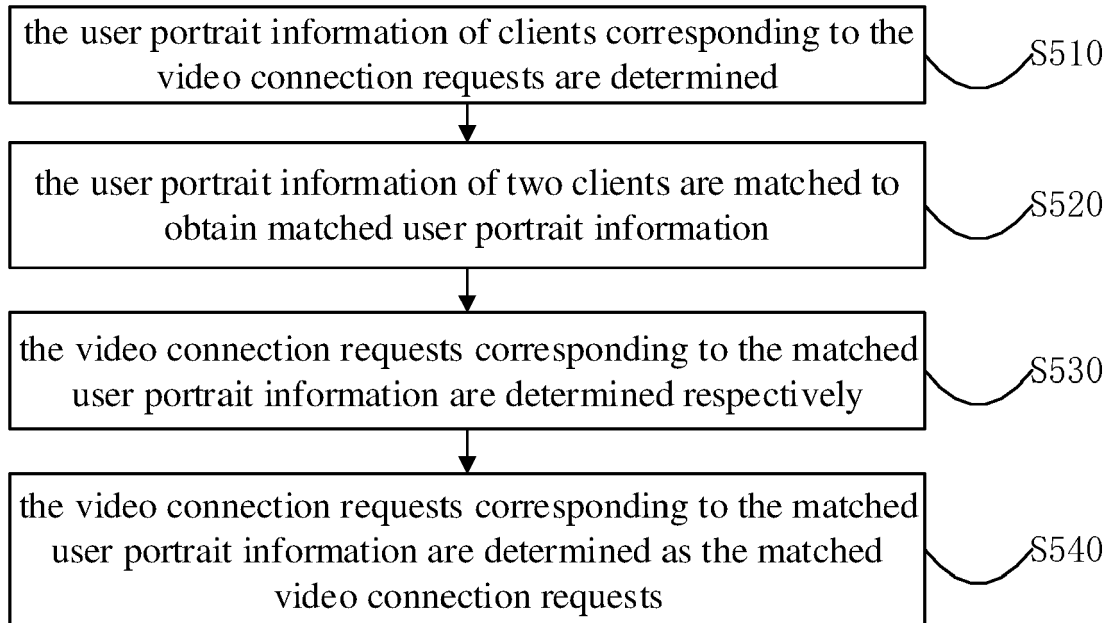 the user portrait information of clients corresponding to the
video connection requests are determined
S510
the user portrait information of two clients are matched to
obtain matched user portrait information
S520
the video connection requests corresponding to the matched
user portrait information are determined respectively
S530
the video connection requests corresponding to the matched
user portrait information are determined as the matched
video connection requests
S540